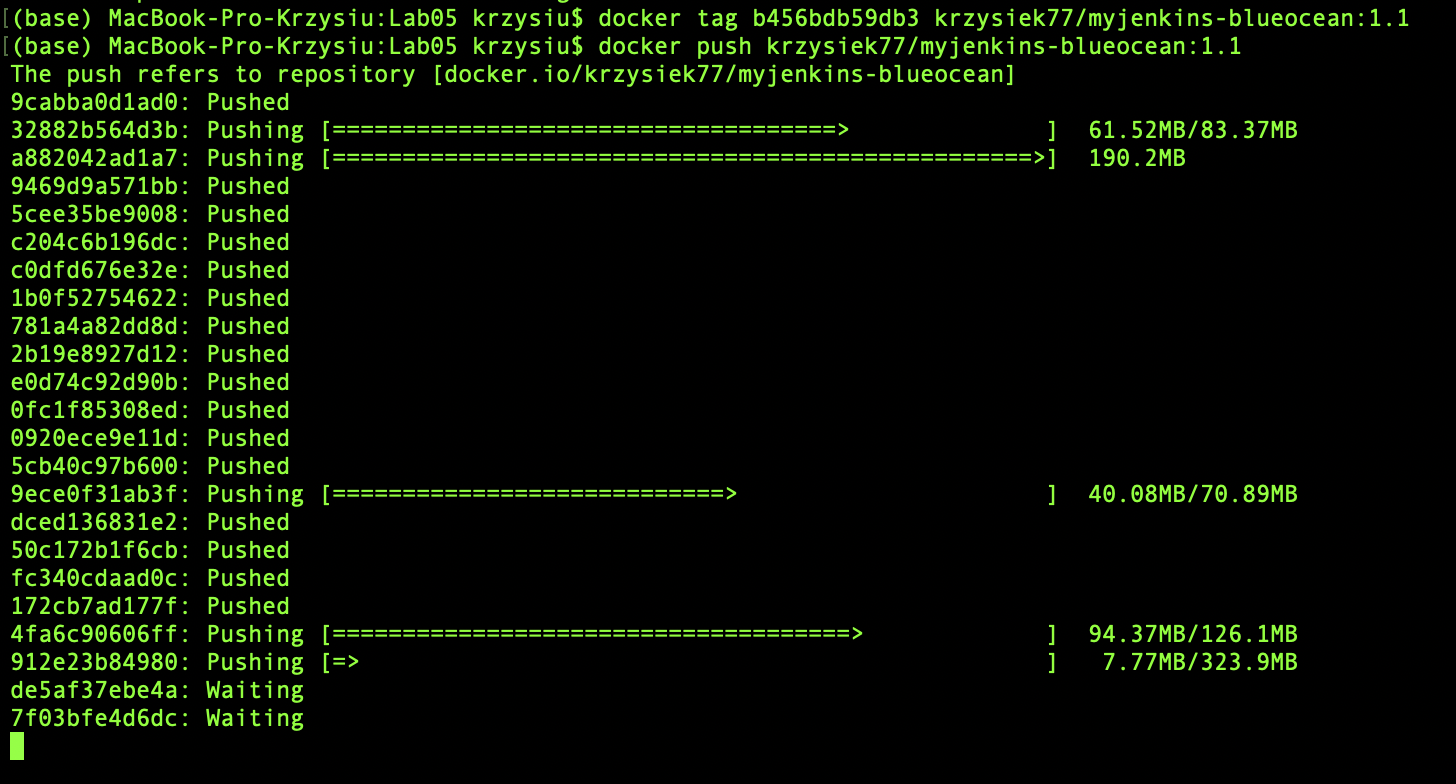 [(base) MacBook-Pro-Krzysiu:Lab05 krzysiu$ docker tag b456bdb59db3 krzysiek77/myjenkins-blueocean:1.1
[(base) MacBook-Pro-Krzysiu:Lab05 krzysiu$ docker push krzysiek77/myjenkins-blueocean:1.1
The push refers to repository [docker.io/krzysiek77/myjenkins-blueocean]
9cabba0d1ad0: Pushed
32882b564d3b: Pushing [====================================>              ]  61.52MB/83.37MB
a882042ad1a7: Pushing [==================================================>]  190.2MB
9469d9a571bb: Pushed
5cee35be9008: Pushed
c204c6b196dc: Pushed
c0dfd676e32e: Pushed
1b0f52754622: Pushed
781a4a82dd8d: Pushed
2b19e8927d12: Pushed
e0d74c92d90b: Pushed
0fc1f85308ed: Pushed
0920ece9e11d: Pushed
5cb40c97b600: Pushed
9ece0f31ab3f: Pushing [============================>                      ]  40.08MB/70.89MB
dced136831e2: Pushed
50c172b1f6cb: Pushed
fc340cdaad0c: Pushed
172cb7ad177f: Pushed
4fa6c90606ff: Pushing [=====================================>             ]  94.37MB/126.1MB
912e23b84980: Pushing [=>                                                 ]   7.77MB/323.9MB
de5af37ebe4a: Waiting
7f03bfe4d6dc: Waiting